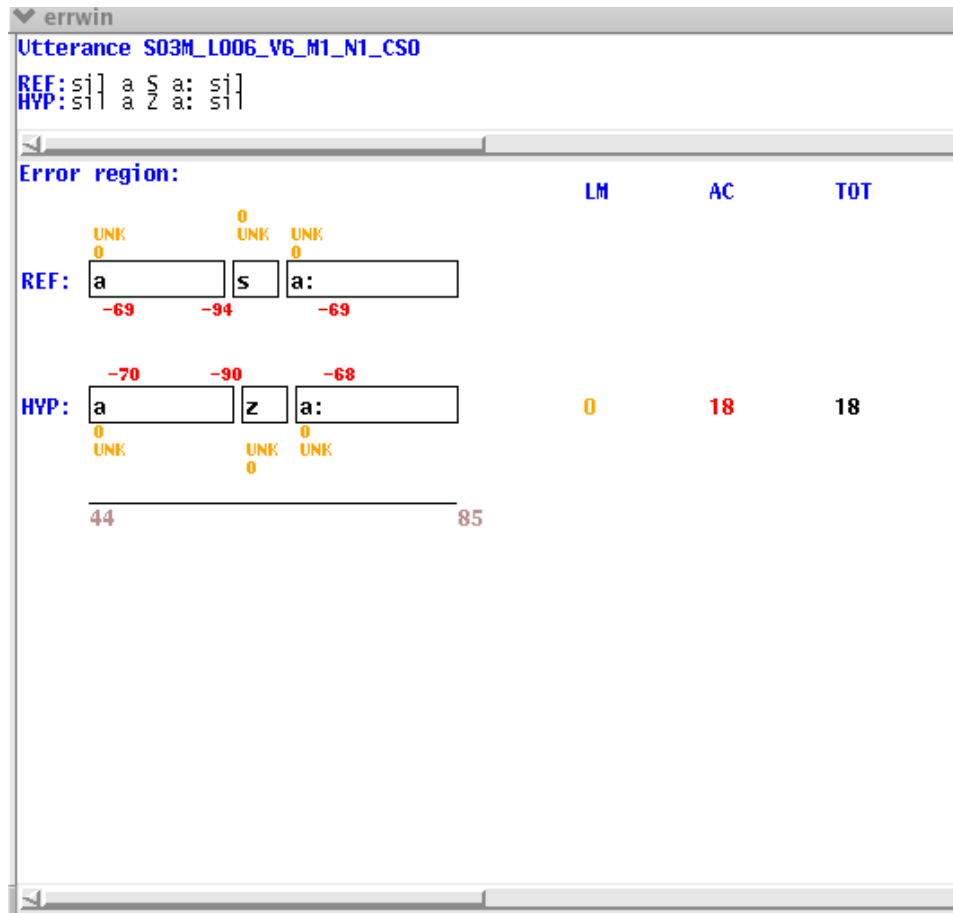 errwin
Utterance S03M_L006_V6_M1_N1_CS0
REF: sil a S a: sil
HYP: sil a Z a: sil
Error region:
LM AC TOT
0
UNK UNK UNK
0 0
REF: a s a:
-69 -94 -69
-70 -90 -68
HYP: a z a: 0 18 18
0 0
UNK UNK UNK
0
44 85